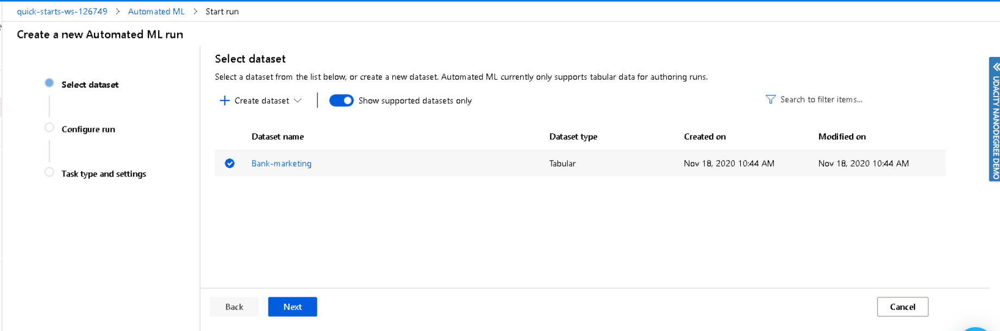 quick-starts-ws-126749 > Automated ML > Start run
Create a new Automated ML run
Select dataset
Configure run
Task type and settings
Select dataset
Select a dataset from the list below, or create a new dataset. Automated ML currently only supports tabular data for authoring runs.
Create dataset
Show supported datasets only
Search to filter items...
Dataset name Dataset type Created on Modified on
Bank-marketing Tabular Nov 18, 2020 10:44 AM Nov 18, 2020 10:44 AM
Back
Next
Cancel
UDACITY NANODEGREE DEMO